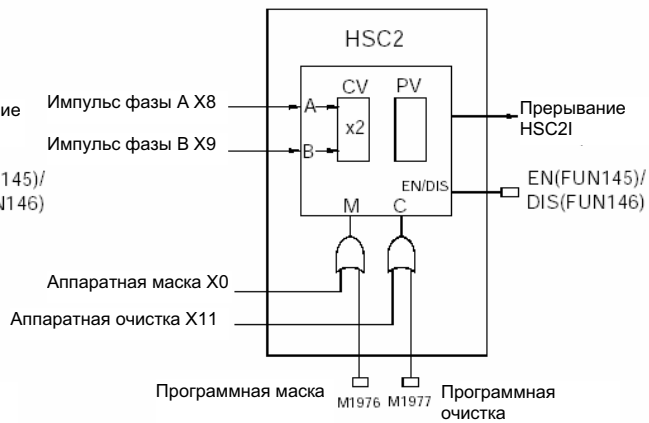 HSC2
CV PV
ие
Импульс фазы А X8
A
x2
Прерывание
HSC2I
Импульс фазы В X9
B
145)/
N146)
EN/DIS
EN(FUN145)/
DIS(FUN146)
M C
Аппаратная маска X0
Аппаратная очистка X11
Программная маска
M1976 M1977
Программная
очистка